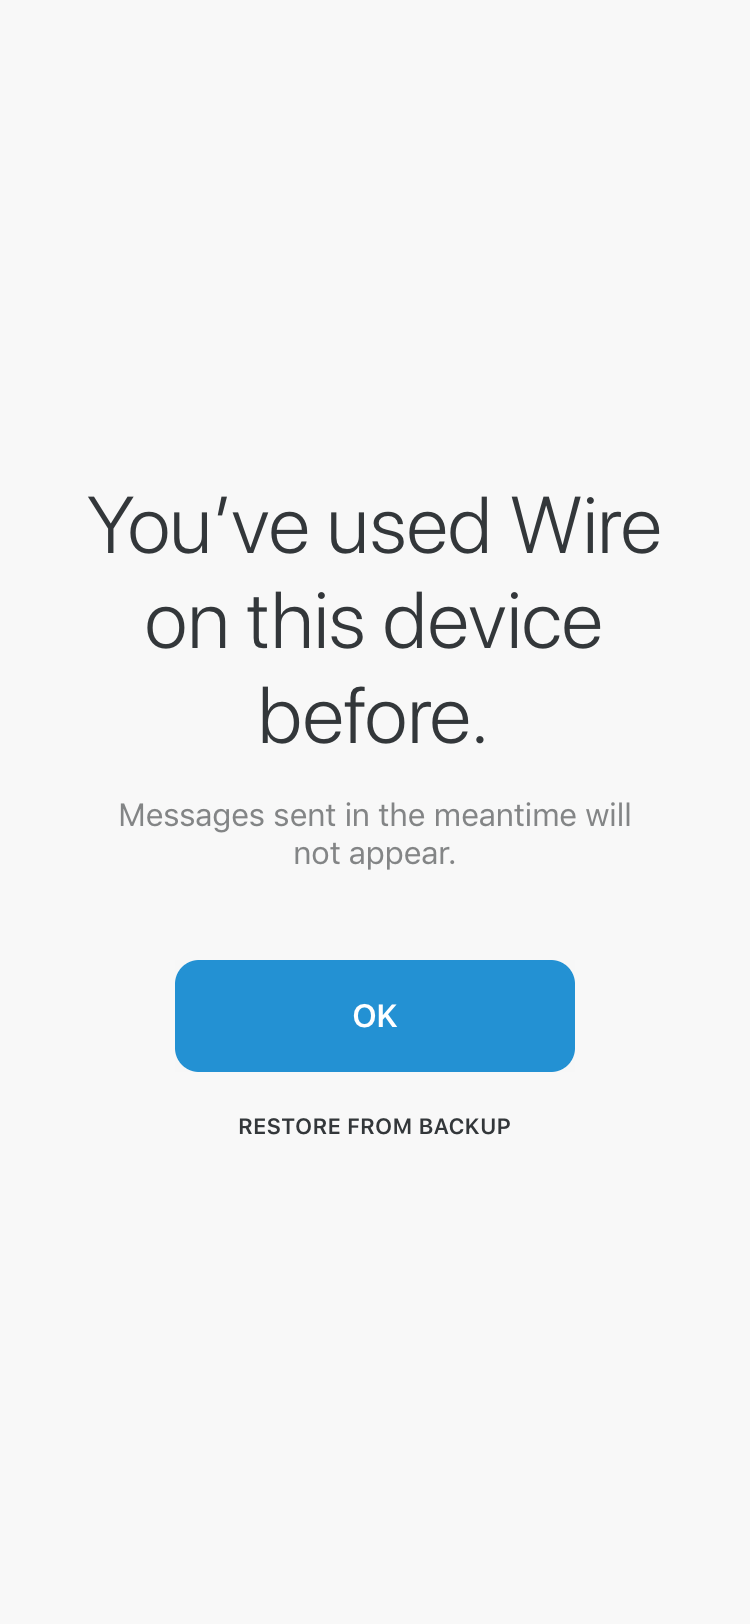 You’ve used Wire
on this device
before.
Messages sent in the meantime will
not appear.
OK
RESTORE FROM BACKUP